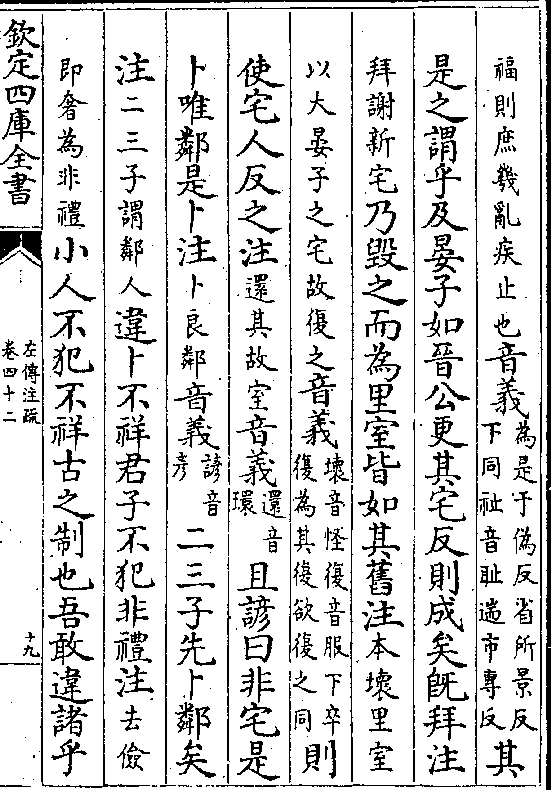 福則庶幾亂疾止也音義為是于偽反省所景反下同祉音耻遄市專反其
是之謂乎及晏子如晉公更其宅反則成矣既拜注
拜謝新宅乃毀之而為里室皆如其舊注本壞里室
以大晏子之宅故復之音義壞音怪復音服下卒復為其復欲復之同則
使宅人反之注還其故室音義還音環且諺曰非宅是
卜唯鄰是卜注卜良鄰音義諺音彦二三子先卜鄰矣
注二三子謂鄰人違卜不祥君子不犯非禮注去儉
即奢為非禮小人不犯不祥古之制也吾敢違諸乎
欽定四庫全書
左傳注疏
卷四十二
十九